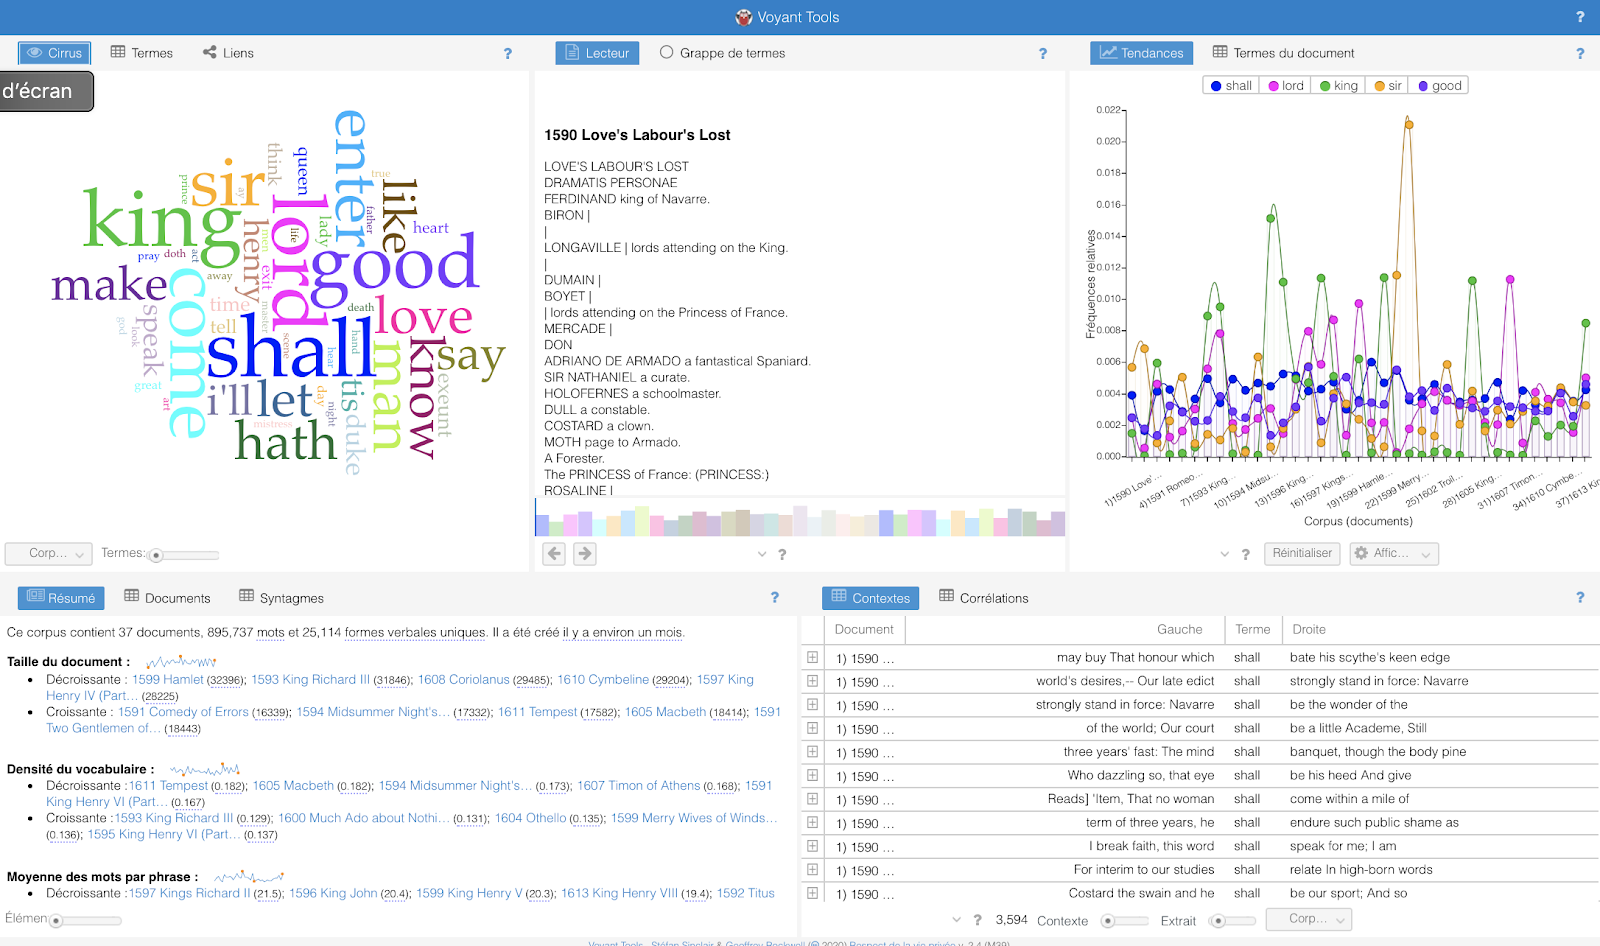 Voyant Tools
?
Cirrus Termes Liens ?
d'écran
enter
think
queen
true
like
sir
prince
ay
king
lord
henry
father
heart
lady
life
men
pray doth act
good
away
exit
make
come
time
master
death
love
speak
god
look
tell
shall
scene
hear
hand
man
know
say
great
art
i'll
let
day
night
tis
duke
exeunt
mistress
hath
Corp...
Termes:
Lecteur Grappe de termes ?
1590 Love's Labour's Lost
LOVE'S LABOUR'S LOST
DRAMATIS PERSONAE
FERDINAND king of Navarre.
BIRON |
|
LONGAVILLE | lords attending on the King.
|
DUMAIN |
BOYET |
| lords attending on the Princess of France.
MERCADE |
DON
ADRIANO DE ARMADO a fantastical Spaniard.
SIR NATHANIEL a curate.
HOLOFERNES a schoolmaster.
DULL a constable.
COSTARD a clown.
MOTH page to Armado.
A Forester.
The PRINCESS of France: (PRINCESS:)
ROSALINE |
?
Tendances Termes du document ?
shall lord king sir good
0.022
0.020
0.018
0.016
0.014
0.012
0.010
0.008
0.006
0.004
0.002
0.000
Fréquences relatives
1)1590 Love'...
4)1591 Romeo...
7)1593 King...
10)1594 Midsu...
13)1596 King...
16)1597 Kings...
19)1599 Hamle...
22)1599 Merry...
25)1602 Troil...
28)1605 King...
31)1607 Timon...
34)1610 Cymbe...
37)1613 Kin
Corpus (documents)
? Réinitialiser Affic...
Résumé Documents Syntagmes ?
Ce corpus contient 37 documents, 895,737 mots et 25,114 formes verbales uniques. Il a été créé il y a environ un mois.
Taille du document :
Décroissante : 1599 Hamlet (32396); 1593 King Richard III (31846); 1608 Coriolanus (29485); 1610 Cymbeline (29204); 1597 King
Henry IV (Part... (28225)
Croissante : 1591 Comedy of Errors (16339); 1594 Midsummer Night's... (17332); 1611 Tempest (17582); 1605 Macbeth (18414); 1591
Two Gentlemen of... (18443)
Densité du vocabulaire :
Décroissante :1611 Tempest (0.182); 1605 Macbeth (0.182); 1594 Midsummer Night's... (0.173); 1607 Timon of Athens (0.168); 1591
King Henry VI (Part... (0.167)
Croissante :1593 King Richard III (0.129); 1600 Much Ado about Nothi... (0.131); 1604 Othello (0.135); 1599 Merry Wives of Winds...
(0.136); 1595 King Henry VI (Part... (0.137)
Moyenne des mots par phrase :
Décroissante :1597 Kings Richard II (21.5); 1596 King John (20.4); 1599 King Henry V (20.3); 1613 King Henry VIII (19.4); 1592 Titus
Élémen
Contextes Corrélations ?
Document Gauche Terme Droite
1) 1590 ... may buy That honour which shall bate his scythe's keen edge
1) 1590 ... world's desires,-- Our late edict shall strongly stand in force: Navarre
1) 1590 ... strongly stand in force: Navarre shall be the wonder of the
1) 1590 ... of the world; Our court shall be a little Academe, Still
1) 1590 ... three years' fast: The mind shall banquet, though the body pine
1) 1590 ... Who dazzling so, that eye shall be his heed And give
1) 1590 ... Reads] 'Item, That no woman shall come within a mile of
1) 1590 ... term of three years, he shall endure such public shame as
1) 1590 ... I break faith, this word shall speak for me; I am
1) 1590 ... For interim to our studies shall relate In high-born words
1) 1590 ... Costard the swain and he shall be our sport; And so
? 3,594 Contexte Extrait Corp...
Voyant Tools , Stéfan Sinclair & Geoffrey Rockwell (@ 2020) Respect de la vie privée v. 2.4 (M39)